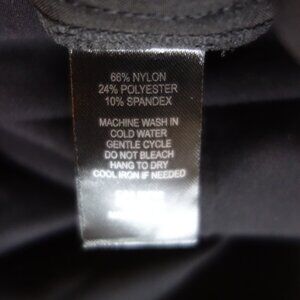 66% NYLON
24% POLYESTER
10% SPANDEX
MACHINE WASH IN
COLD WATER
GENTLE CYCLE
DO NOT BLEACH
HANG TO DRY
COOL IRON IF NEEDED